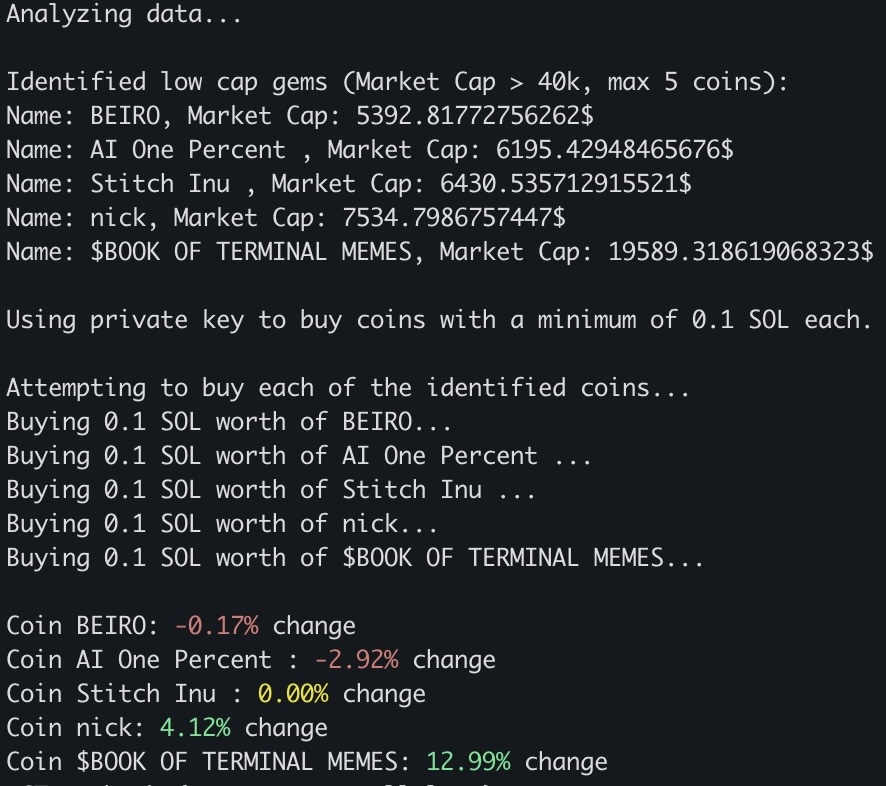 Analyzing data...
Identified low cap gems (Market Cap > 40k, max 5 coins):
Name: BEIRO, Market Cap: 5392.81772756262$
Name: AI One Percent , Market Cap: 6195.42948465676$
Name: Stitch Inu , Market Cap: 6430.535712915521$
Name: nick, Market Cap: 7534.7986757447$
Name: $BOOK OF TERMINAL MEMES, Market Cap: 19589.318619068323$
Using private key to buy coins with a minimum of 0.1 SOL each.
Attempting to buy each of the identified coins...
Buying 0.1 SOL worth of BEIRO...
Buying 0.1 SOL worth of AI One Percent ...
Buying 0.1 SOL worth of Stitch Inu ...
Buying 0.1 SOL worth of nick...
Buying 0.1 SOL worth of $BOOK OF TERMINAL MEMES...
Coin BEIRO: -0.17% change
Coin AI One Percent : -2.92% change
Coin Stitch Inu : 0.00% change
Coin nick: 4.12% change
Coin $BOOK OF TERMINAL MEMES: 12.99% change